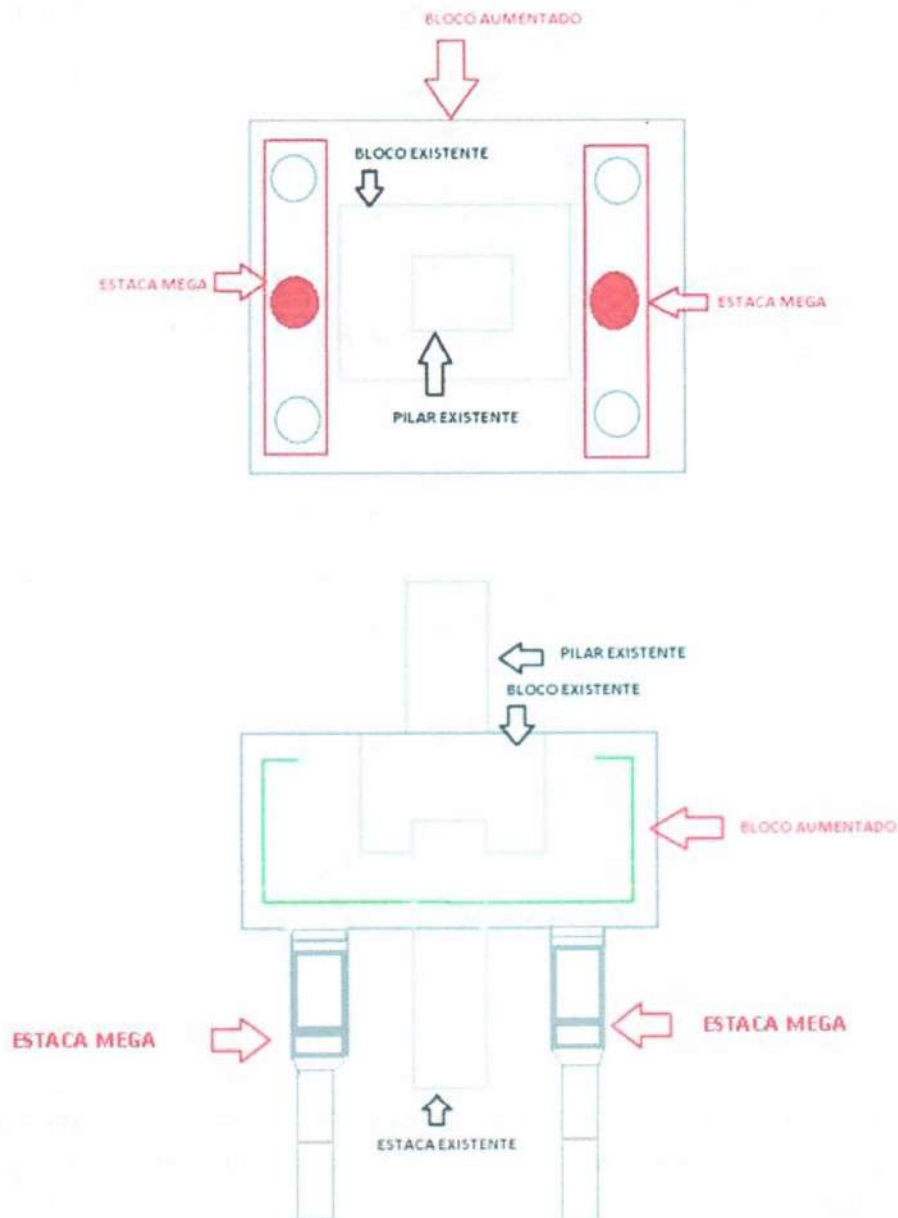 BLOCO AUMENTADO
BLOCO EXISTENTE
ESTACA MEGA
ESTACA MEGA
PILAR EXISTENTE
PILAR EXISTENTE
BLOCO EXISTENTE
BLOCO AUMENTADO
ESTACA MEGA
ESTACA MEGA
ESTACA EXISTENTE